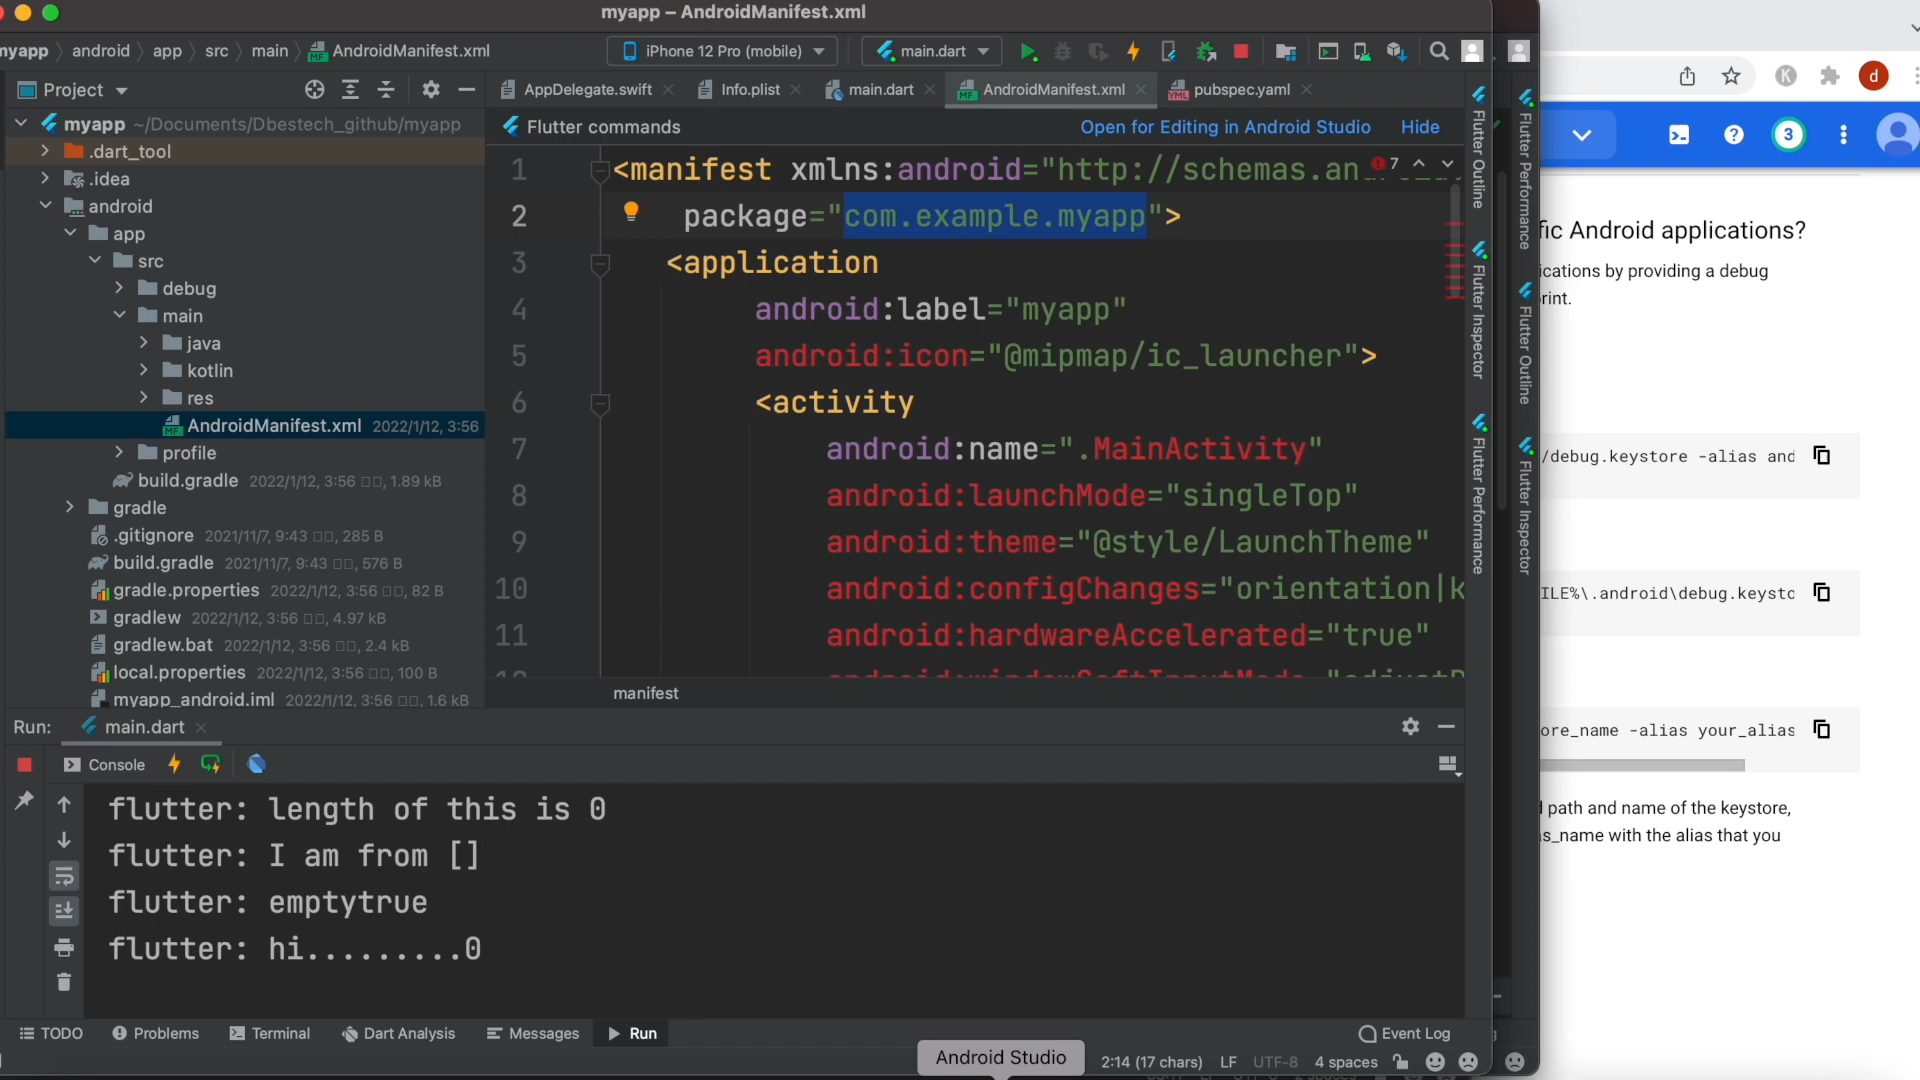 myapp – AndroidManifest.xml
myapp android app src main AndroidManifest.xml
iPhone 12 Pro (mobile) main.dart
Project
AppDelegate.swift Info.plist main.dart AndroidManifest.xml pubspec.yaml
myapp ~/Documents/Dbestech_github/myapp
Flutter commands Open for Editing in Android Studio Hide
.dart_tool
.idea
android
app
src
debug
main
java
kotlin
res
AndroidManifest.xml 2022/1/12, 3:56
profile
build.gradle 2022/1/12, 3:56 □□, 1.89 kB
gradle
.gitignore 2021/11/7, 9:43 □□, 285 B
build.gradle 2021/11/7, 9:43 □□, 576 B
gradle.properties 2022/1/12, 3:56 □□, 82 B
gradlew 2022/1/12, 3:56 □□, 4.97 kB
gradlew.bat 2022/1/12, 3:56 □□, 2.4 kB
local.properties 2022/1/12, 3:56 □□, 100 B
myapp_android.iml 2022/1/12, 3:56 □□, 1.6 kB
1 <manifest xmlns:android="http://schemas.an 7
2 package="com.example.myapp">
3 <application
4 android:label="myapp"
5 android:icon="@mipmap/ic_launcher">
6 <activity
7 android:name=".MainActivity"
8 android:launchMode="singleTop"
9 android:theme="@style/LaunchTheme"
10 android:configChanges="orientation|k
11 android:hardwareAccelerated="true"
manifest
Flutter Outline
Flutter Inspector
Flutter Performance
Flutter Performance
Flutter Outline
Flutter Inspector
Run: main.dart
Console
flutter: length of this is 0
flutter: I am from []
flutter: emptytrue
flutter: hi.........0
TODO Problems Terminal Dart Analysis Messages Run Event Log
Android Studio
2:14 (17 chars) LF UTF-8 4 spaces
K d
3
fic Android applications?
ications by providing a debug
rint.
/debug.keystore -alias and
ILE%\.android\debug.keysto
ore_name -alias your_alias
path and name of the keystore,
s_name with the alias that you